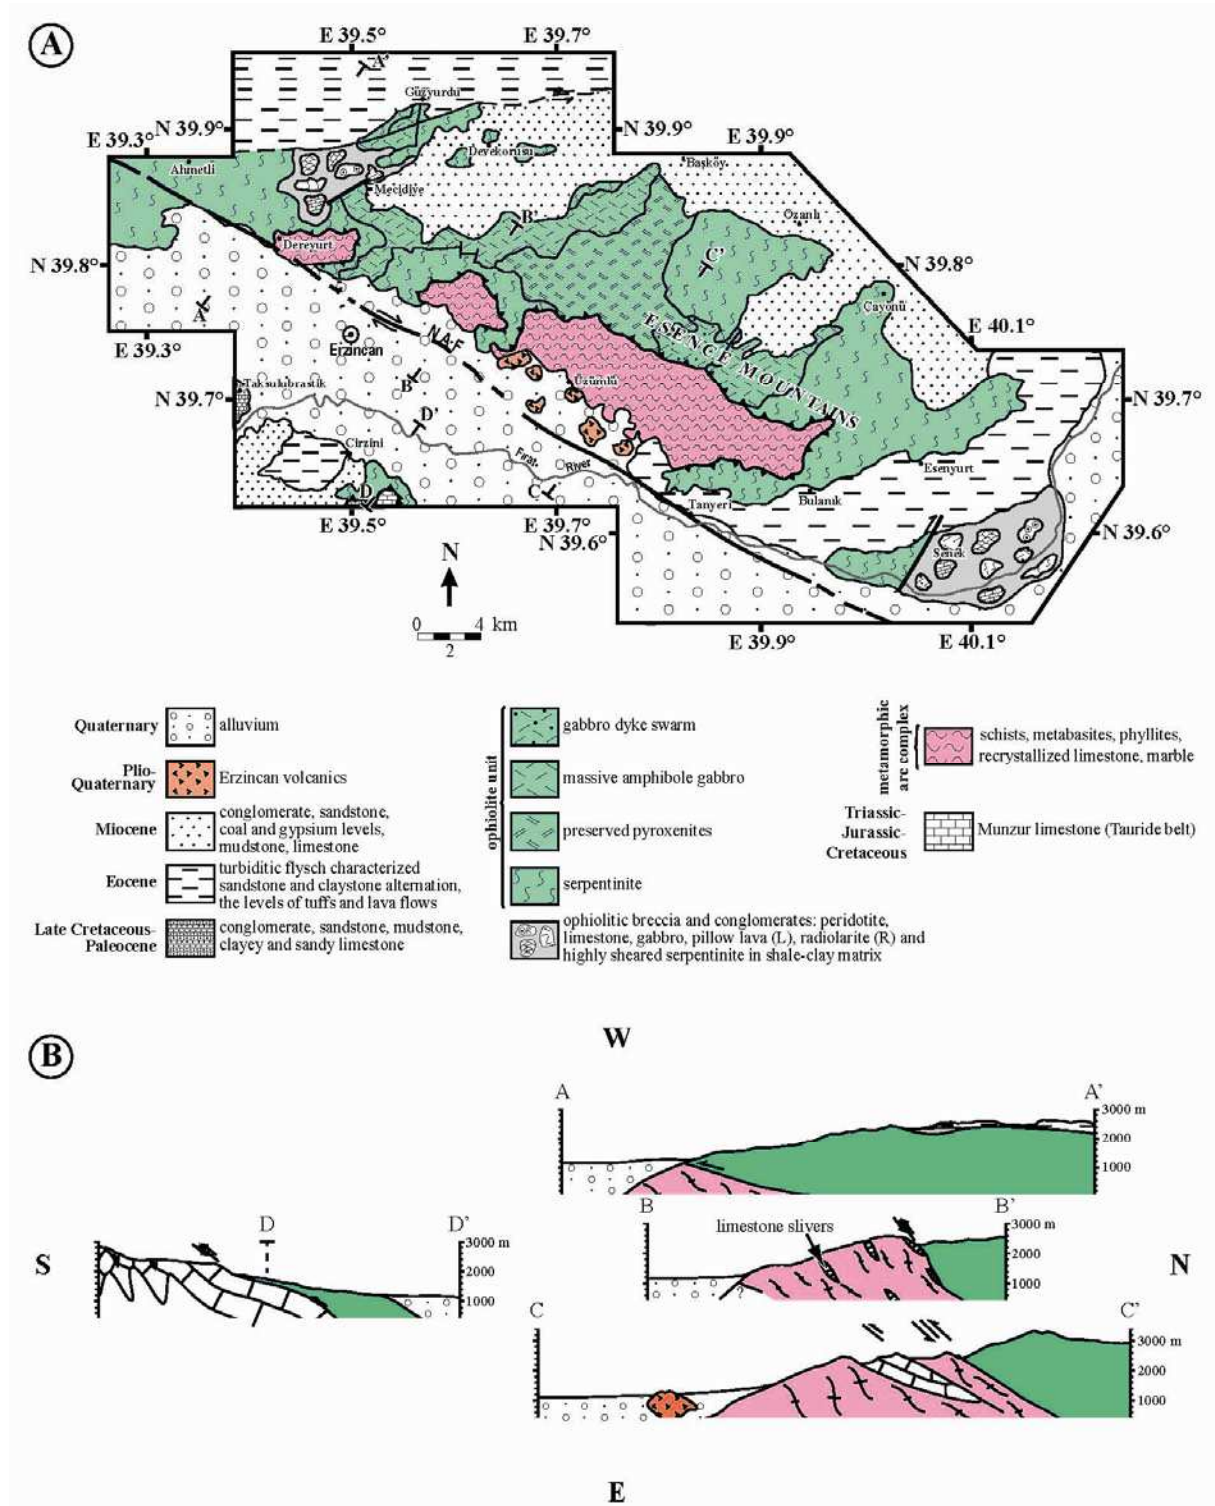 A
E 39.5°
E 39.7°
A'
Güzyurdu
E 39.3°
N 39.9°
N 39.9°
E 39.9°
Ahmetli
Devekorusu
Başköy
Mecidiye
B'
Ozanlı
Dereyurt
C'
N 39.8°
N 39.8°
Çayönü
A
E 40.1°
E 39.3°
Erzincan
N.A.F
ESENCE MOUNTAINS
B
Üzümlü
N 39.7°
N 39.7°
D'
Cirzini
Fırat River
Esenyurt
D
C
Tanyeri
Bulanık
E 39.5°
E 39.7°
N 39.6°
N 39.6°
Senek
N
0 4 km
2
E 39.9°
E 40.1°
Quaternary
alluvium
Plio-
Quaternary
Erzincan volcanics
Miocene
conglomerate, sandstone,
coal and gypsium levels,
mudstone, limestone
Eocene
turbiditic flysch characterized
sandstone and claystone alternation,
the levels of tuffs and lava flows
Late Cretaceous-
Paleocene
conglomerate, sandstone, mudstone,
clayey and sandy limestone
ophiolite unit
gabbro dyke swarm
massive amphibole gabbro
preserved pyroxenites
serpentinite
ophiolitic breccia and conglomerates: peridotite,
limestone, gabbro, pillow lava (L), radiolarite (R) and
highly sheared serpentinite in shale-clay matrix
metamorphic
arc complex
schists, metabasites, phyllites,
recrystallized limestone, marble
Triassic-
Jurassic-
Cretaceous
Munzur limestone (Tauride belt)
B
W
A
A'
3000 m
2000
1000
B
B'
limestone slivers
3000 m
2000
1000
?
S
D
D'
3000 m
2000
1000
N
C
C'
3000 m
2000
1000
E